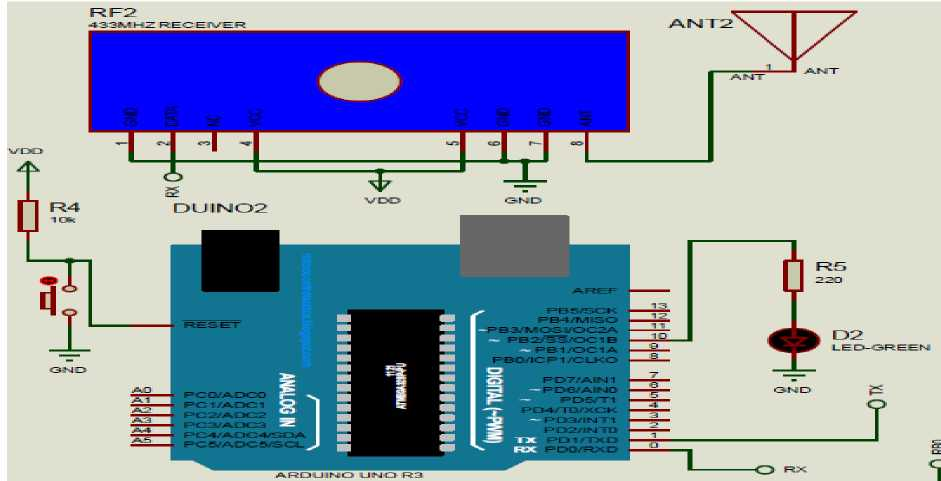 RF2
433MHZ RECEIVER
ANT2
1
ANT
ANT
GND
DATA
NC
VCC
VCC
GND
GND
ANT
1
2
3
4
5
6
7
8
VDD
RX
VDD
GND
R4
10k
DUINO2
GND
RESET
AREF
PB5/SCK
13
PB4/MISO
12
~ PB3/MOSI/OC2A
11
~ PB2/SS/OC1B
10
~ PB1/OC1A
9
PB0/ICP1/CLKO
8
PD7/AIN1
7
~ PD6/AIN0
6
~ PD5/T1
5
PD4/T0/XCK
4
~ PD3/INT1
3
PD2/INT0
2
TX PD1/TXD
1
RX PD0/RXD
0
DIGITAL (~PWM)
ANALOG IN
A0
PC0/ADC0
A1
PC1/ADC1
A2
PC2/ADC2
A3
PC3/ADC3
A4
PC4/ADC4/SDA
A5
PC5/ADC5/SCL
1121
ARDUINO UNO R3
R5
220
D2
LED-GREEN
GND
TX
RX